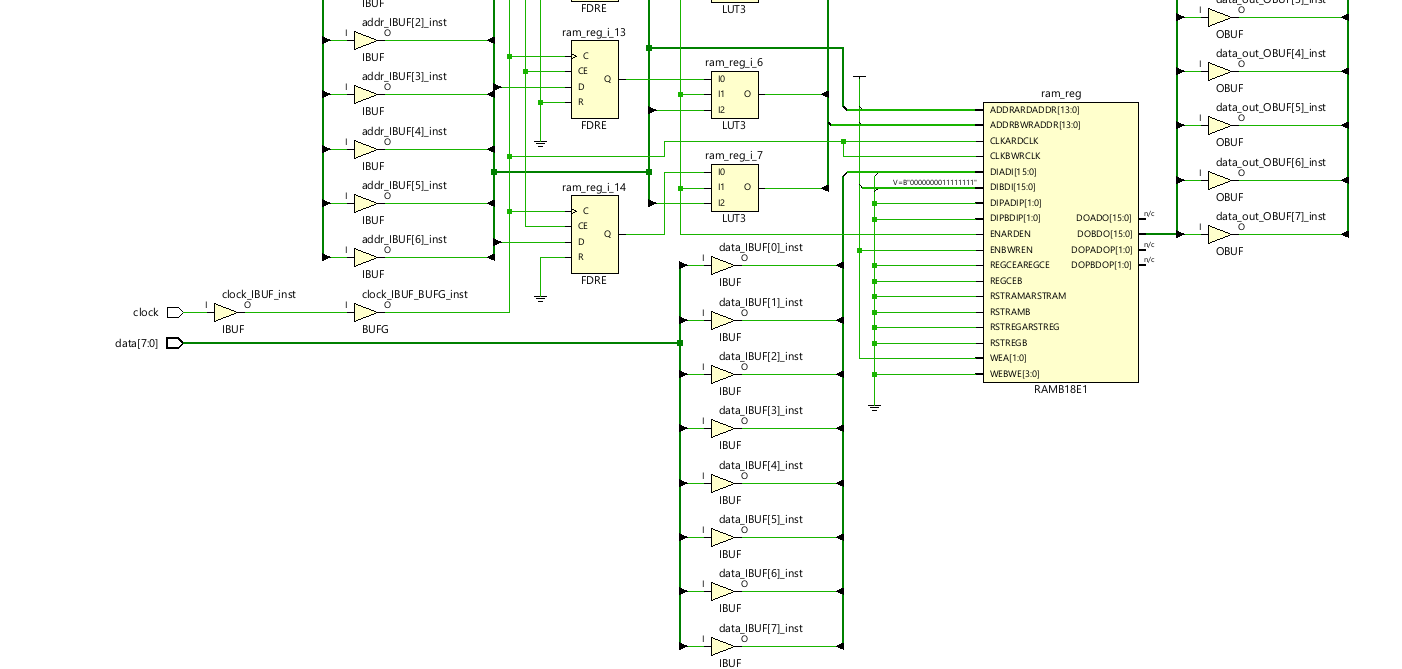 IBUF
addr_IBUF[2]_inst
I
O
IBUF
addr_IBUF[3]_inst
I
O
IBUF
addr_IBUF[4]_inst
I
O
IBUF
addr_IBUF[5]_inst
I
O
IBUF
addr_IBUF[6]_inst
I
O
IBUF
clock
clock_IBUF_inst
I
O
IBUF
clock_IBUF_BUFG_inst
I
O
BUFG
data[7:0]
FDRE
ram_reg_i_13
C
CE
D
R
Q
FDRE
ram_reg_i_14
C
CE
D
R
Q
FDRE
LUT3
ram_reg_i_6
I0
I1
I2
O
LUT3
ram_reg_i_7
I0
I1
I2
O
LUT3
data_IBUF[0]_inst
I
O
IBUF
data_IBUF[1]_inst
I
O
IBUF
data_IBUF[2]_inst
I
O
IBUF
data_IBUF[3]_inst
I
O
IBUF
data_IBUF[4]_inst
I
O
IBUF
data_IBUF[5]_inst
I
O
IBUF
data_IBUF[6]_inst
I
O
IBUF
data_IBUF[7]_inst
I
O
IBUF
V=B"0000000011111111"
ram_reg
ADDRARDADDR[13:0]
ADDRBWRADDR[13:0]
CLKARDCLK
CLKBWRCLK
DIADI[15:0]
DIBDI[15:0]
DIPADIP[1:0]
DIPBDIP[1:0]
ENARDEN
ENBWREN
REGCEAREGCE
REGCEB
RSTRAMARSTRAM
RSTRAMB
RSTREGARSTREG
RSTREGB
WEA[1:0]
WEBWE[3:0]
DOADO[15:0]
n/c
DOBDO[15:0]
DOPADOP[1:0]
n/c
DOPBDOP[1:0]
n/c
RAMB18E1
data_out_OBUF[3]_inst
I
O
OBUF
data_out_OBUF[4]_inst
I
O
OBUF
data_out_OBUF[5]_inst
I
O
OBUF
data_out_OBUF[6]_inst
I
O
OBUF
data_out_OBUF[7]_inst
I
O
OBUF